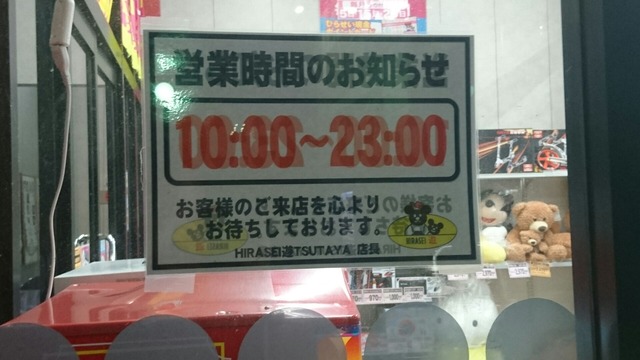 営業時間のお知らせ
10:00~23:00
お客様のご来店を心より
お待ちしております。
HIRASEI遊TSUTAYA 店長
HIRASEI 遊